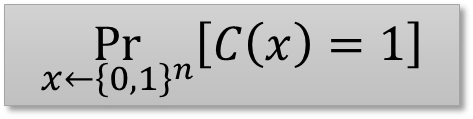 Pr [C(x) = 1]
x←{0,1}ⁿ